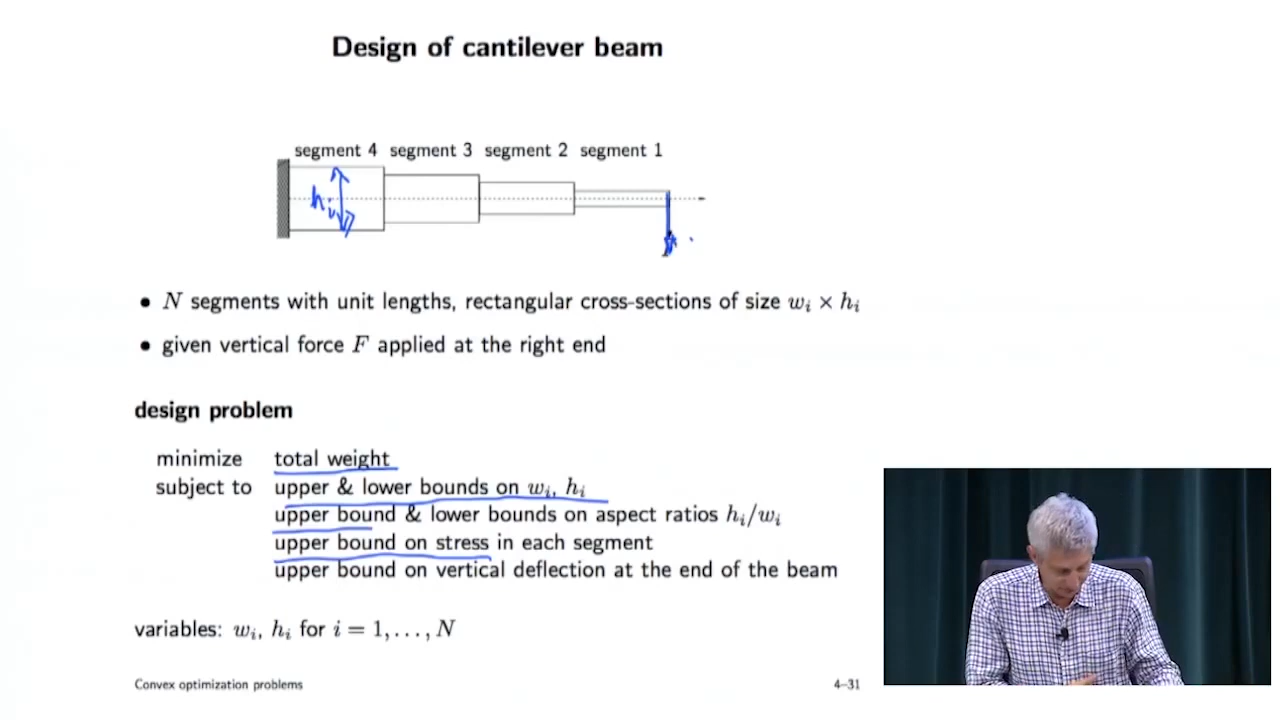 Design of cantilever beam
segment 4 segment 3 segment 2 segment 1
hᵢ
• N segments with unit lengths, rectangular cross-sections of size wᵢ × hᵢ
• given vertical force F applied at the right end
design problem
minimize total weight
subject to upper & lower bounds on wᵢ, hᵢ
upper bound & lower bounds on aspect ratios hᵢ/wᵢ
upper bound on stress in each segment
upper bound on vertical deflection at the end of the beam
variables: wᵢ, hᵢ for i = 1, . . . , N
Convex optimization problems 4–31